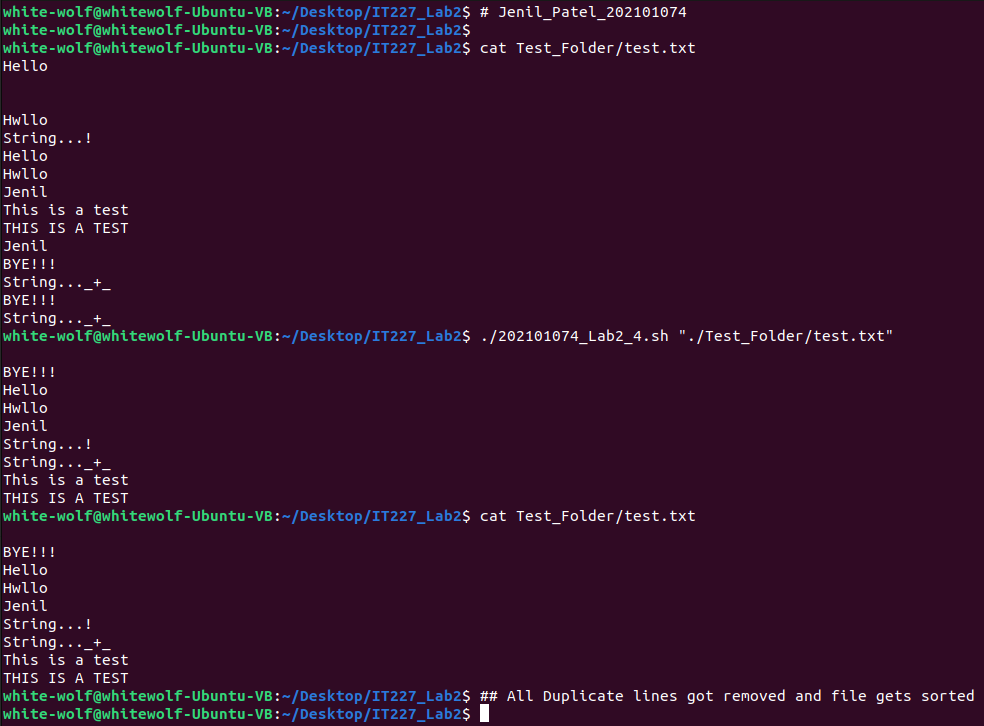 white-wolf@whitewolf-Ubuntu-VB:~/Desktop/IT227_Lab2$ # Jenil_Patel_202101074
white-wolf@whitewolf-Ubuntu-VB:~/Desktop/IT227_Lab2$
white-wolf@whitewolf-Ubuntu-VB:~/Desktop/IT227_Lab2$ cat Test_Folder/test.txt
Hello


Hwllo
String...!
Hello
Hwllo
Jenil
This is a test
THIS IS A TEST
Jenil
BYE!!!
String..._+_
BYE!!!
String..._+_
white-wolf@whitewolf-Ubuntu-VB:~/Desktop/IT227_Lab2$ ./202101074_Lab2_4.sh "./Test_Folder/test.txt"

BYE!!!
Hello
Hwllo
Jenil
String...!
String..._+_
This is a test
THIS IS A TEST
white-wolf@whitewolf-Ubuntu-VB:~/Desktop/IT227_Lab2$ cat Test_Folder/test.txt

BYE!!!
Hello
Hwllo
Jenil
String...!
String..._+_
This is a test
THIS IS A TEST
white-wolf@whitewolf-Ubuntu-VB:~/Desktop/IT227_Lab2$ ## All Duplicate lines got removed and file gets sorted
white-wolf@whitewolf-Ubuntu-VB:~/Desktop/IT227_Lab2$